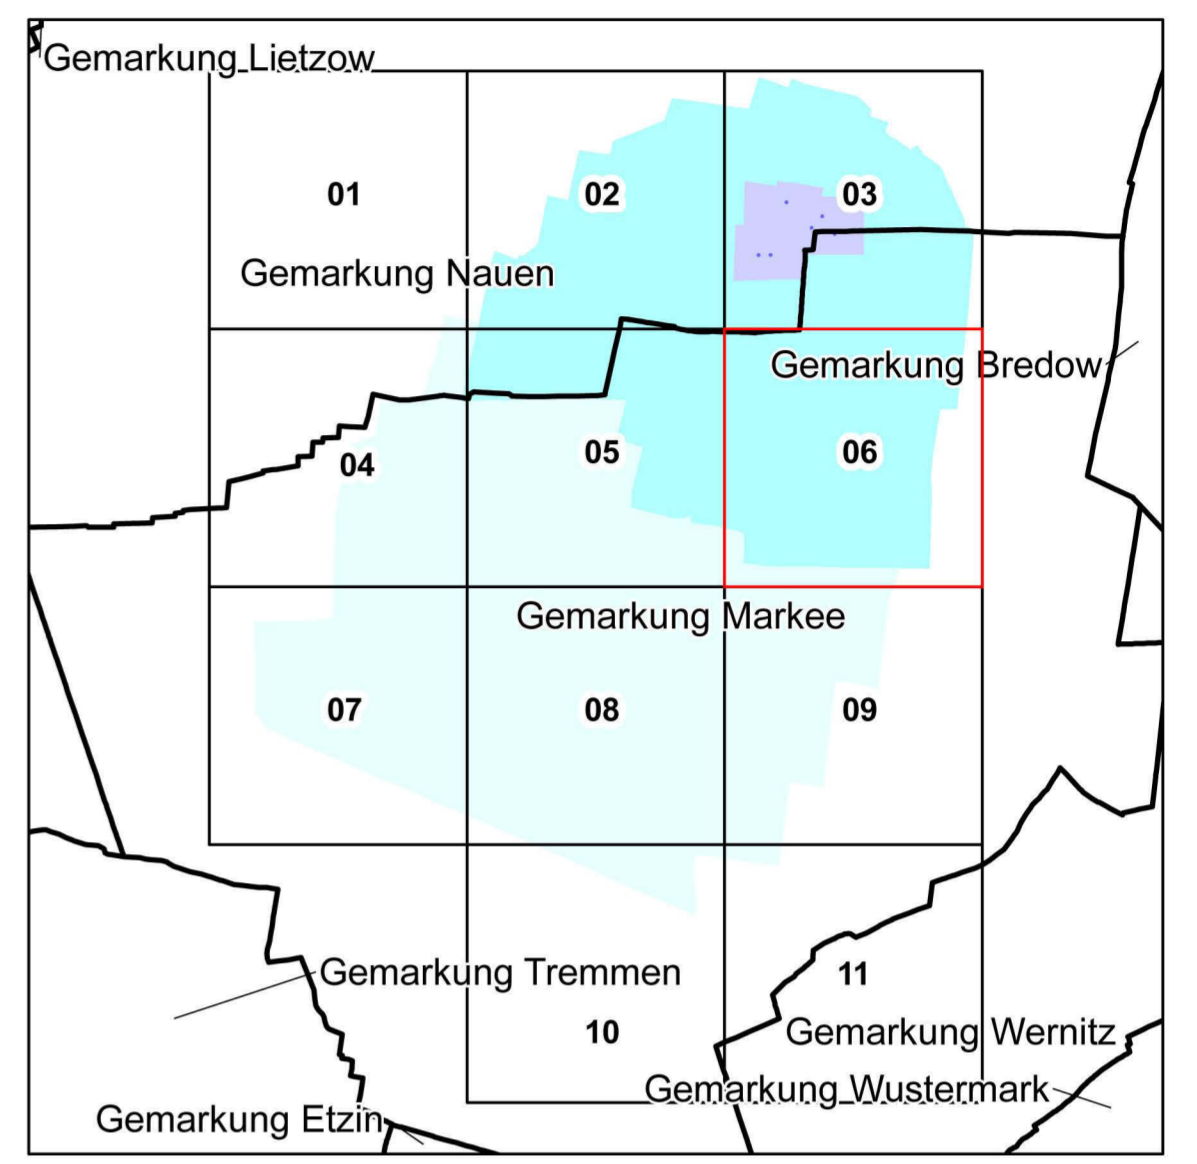 Gemarkung Lietzow
01
02
03
Gemarkung Nauen
Gemarkung Bredow
04
05
06
Gemarkung Markee
07
08
09
Gemarkung Tremmen
11
10
Gemarkung Wernitz
Gemarkung Wustermark
Gemarkung Etzin